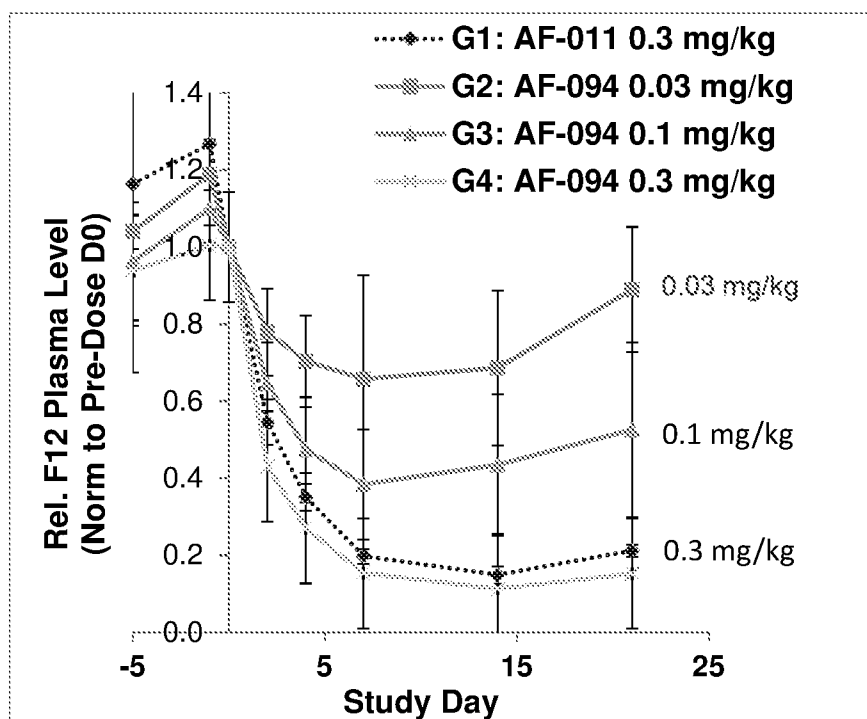 G1: AF-011 0.3 mg/kg
G2: AF-094 0.03 mg/kg
G3: AF-094 0.1 mg/kg
G4: AF-094 0.3 mg/kg
Rel. F12 Plasma Level
(Norm to Pre-Dose D0)
1.4
1.2
1.0
0.8
0.6
0.4
0.2
0.0
0.03 mg/kg
0.1 mg/kg
0.3 mg/kg
-5
5
15
25
Study Day